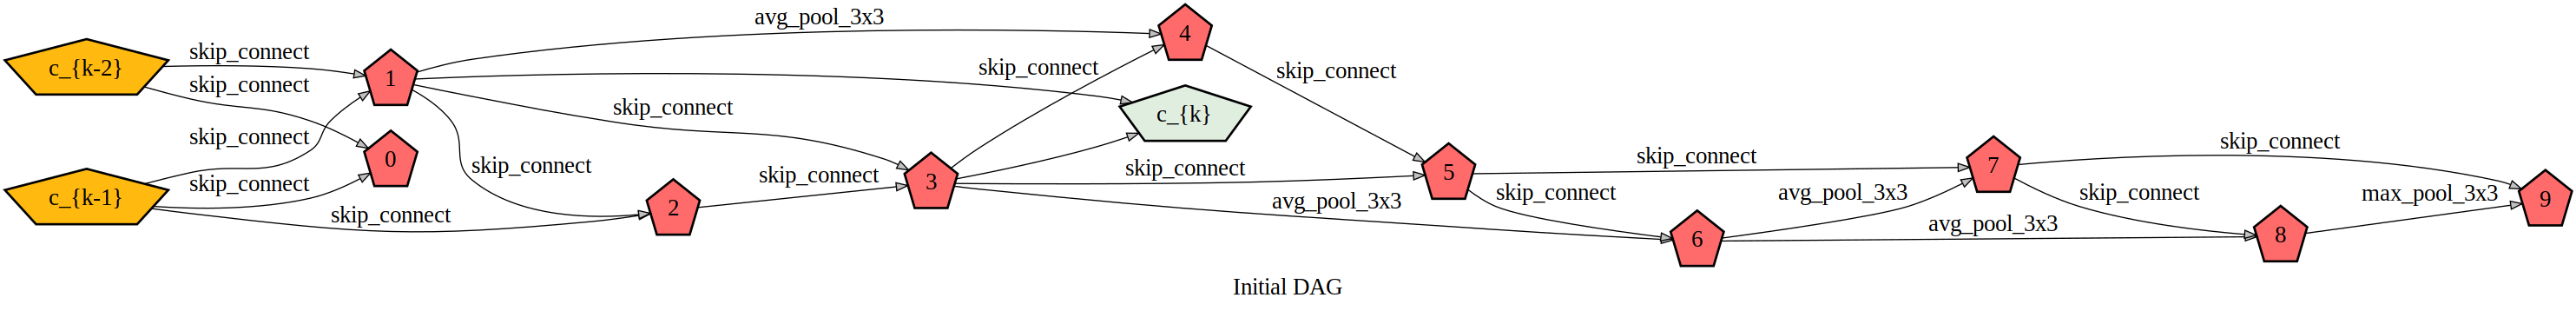 avg_pool_3x3
4
skip_connect
c_{k-2}
skip_connect
skip_connect
skip_connect
1
skip_connect
c_{k}
skip_connect
0
skip_connect
c_{k-1}
skip_connect
skip_connect
2
skip_connect
3
skip_connect
avg_pool_3x3
5
skip_connect
skip_connect
6
avg_pool_3x3
7
avg_pool_3x3
skip_connect
skip_connect
8
max_pool_3x3
9
Initial DAG